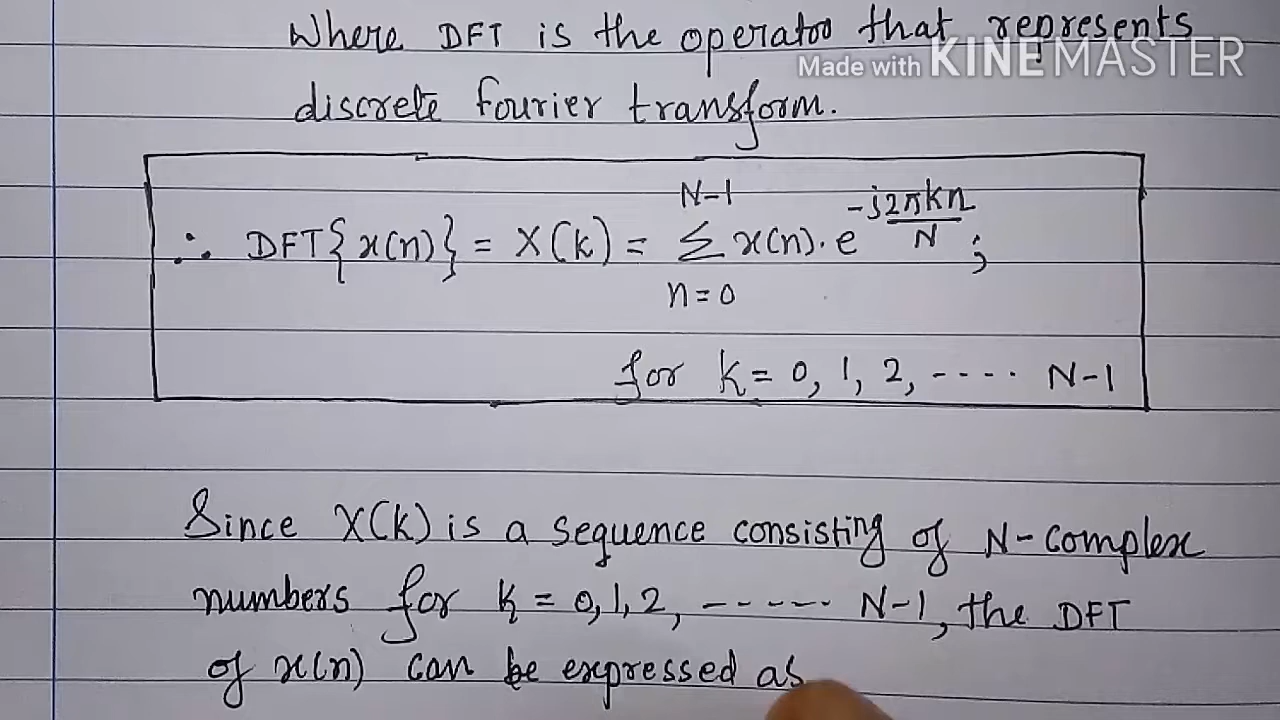 Where DFT is the operator that represents
Made with KINEMASTER
discrete fourier transform.
∴ DFT{x(n)} = X(k) = N-1 Σ n=0 x(n). e -j2πkn/N ;
for k = 0, 1, 2, ---- N-1
Since X(k) is a sequence consisting of N-complex
numbers for k = 0, 1, 2, ------ N-1, the DFT
of x(n) can be expressed as